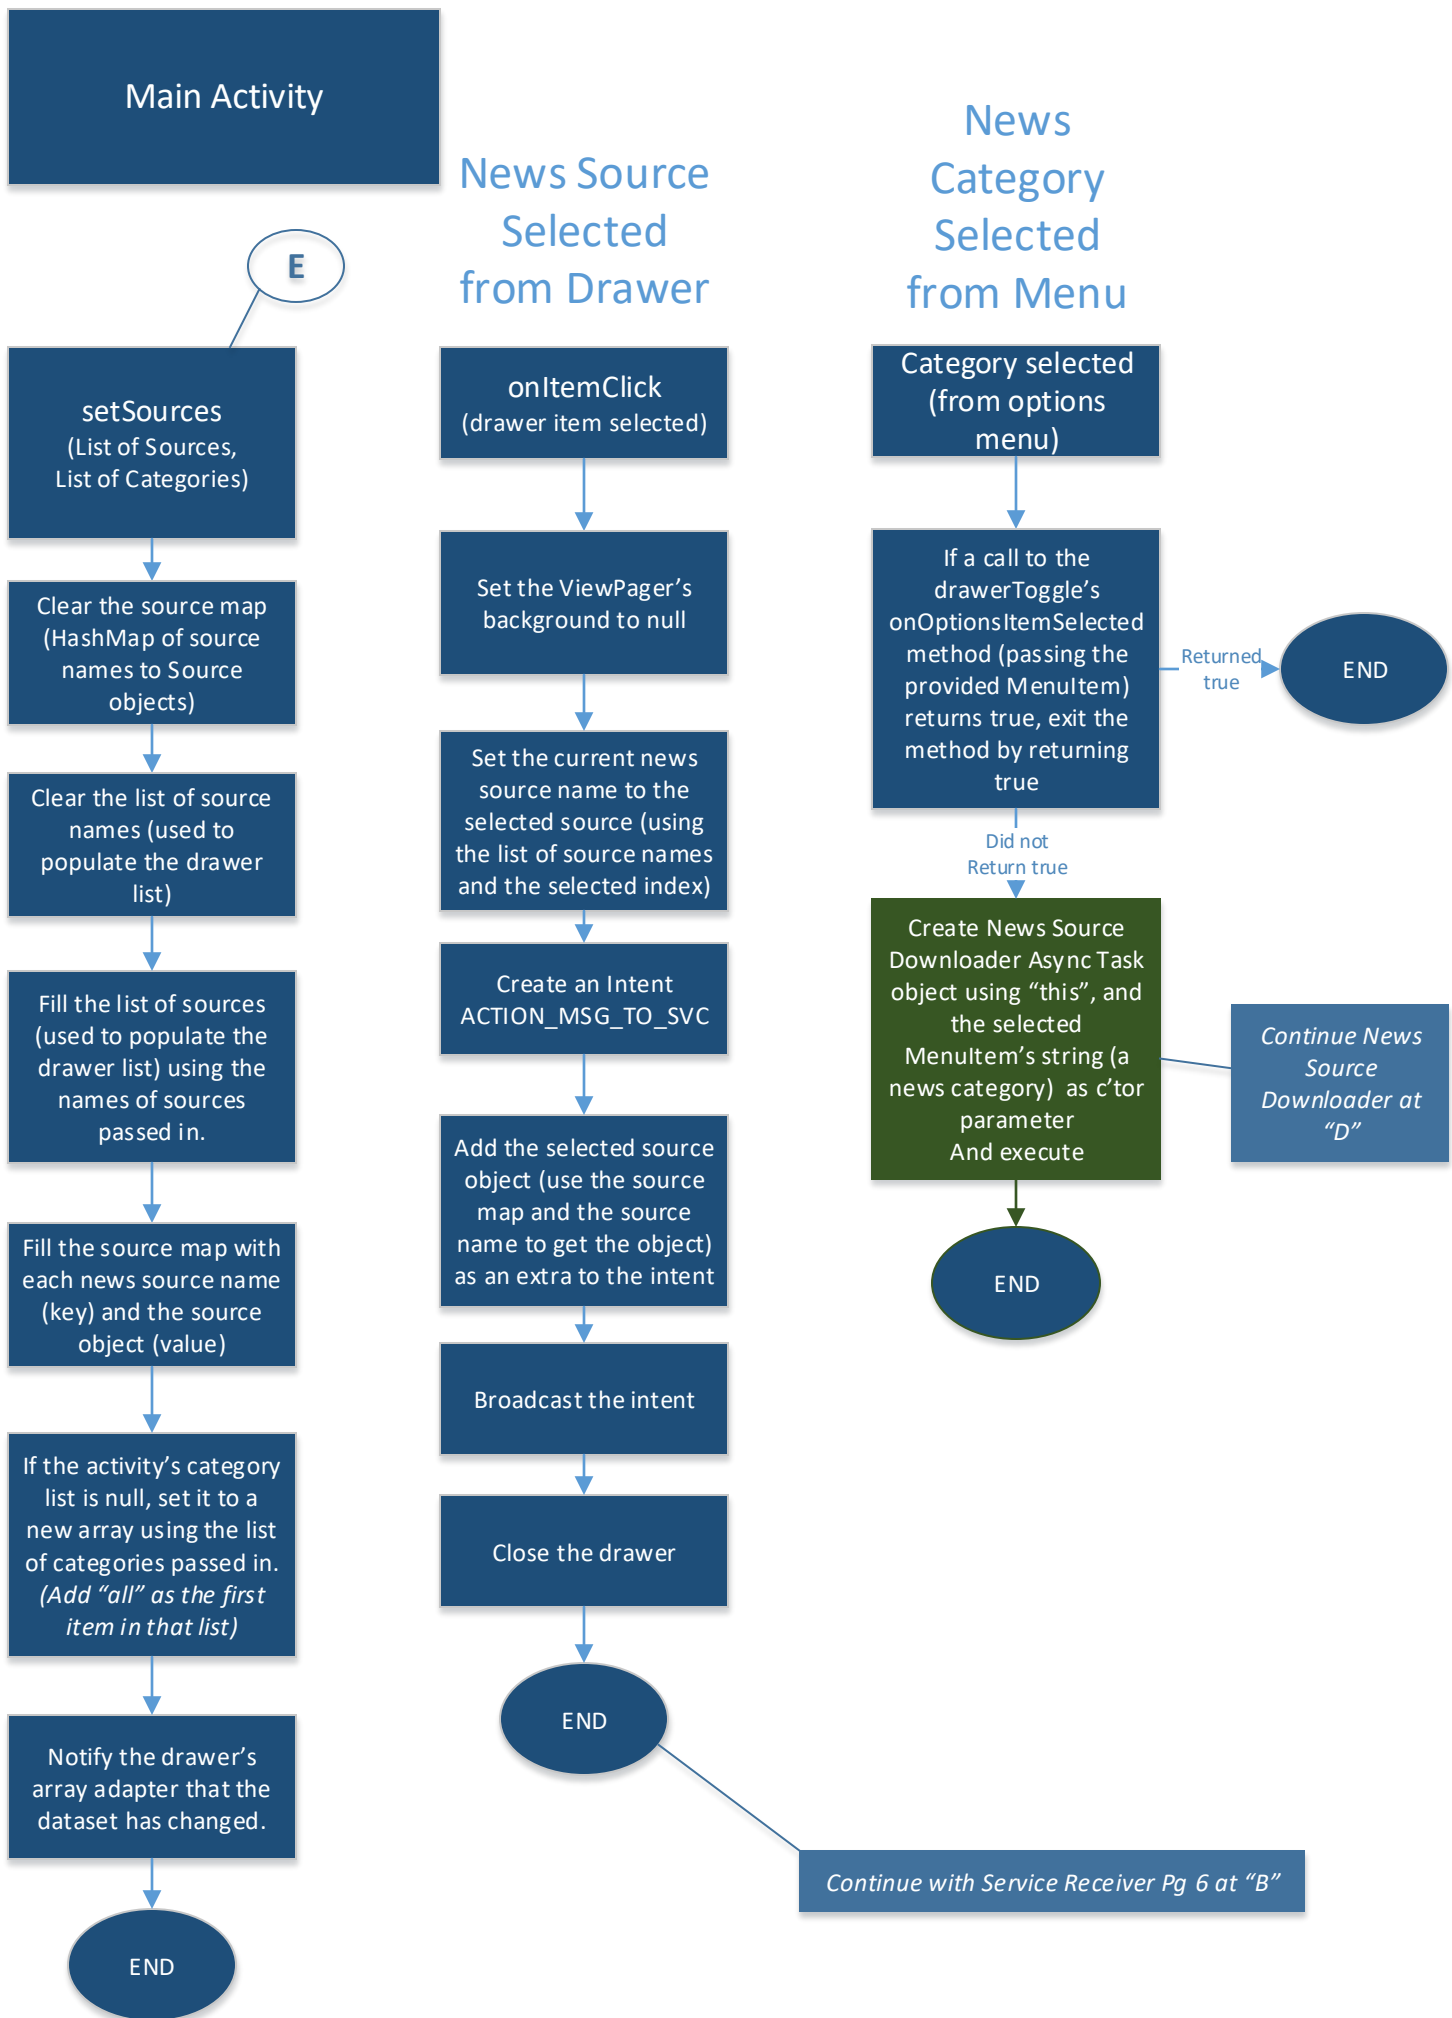 Main Activity
E
setSources
(List of Sources,
List of Categories)
Clear the source map
(HashMap of source
names to Source
objects)
Clear the list of source
names (used to
populate the drawer
list)
Fill the list of sources
(used to populate the
drawer list) using the
names of sources
passed in.
Fill the source map with
each news source name
(key) and the source
object (value)
If the activity’s category
list is null, set it to a
new array using the list
of categories passed in.
(Add “all” as the first
item in that list)
Notify the drawer’s
array adapter that the
dataset has changed.
END
News Source
Selected
from Drawer
onItemClick
(drawer item selected)
Set the ViewPager’s
background to null
Set the current news
source name to the
selected source (using
the list of source names
and the selected index)
Create an Intent
ACTION_MSG_TO_SVC
Add the selected source
object (use the source
map and the source
name to get the object)
as an extra to the intent
Broadcast the intent
Close the drawer
END
Continue with Service Receiver Pg 6 at “B”
News
Category
Selected
from Menu
Category selected
(from options
menu)
If a call to the
drawerToggle’s
onOptionsItemSelected
method (passing the
provided MenuItem)
returns true, exit the
method by returning
true
Returned
true
END
Did not
Return true
Create News Source
Downloader Async Task
object using “this”, and
the selected
MenuItem’s string (a
news category) as c’tor
parameter
And execute
Continue News
Source
Downloader at
“D”
END